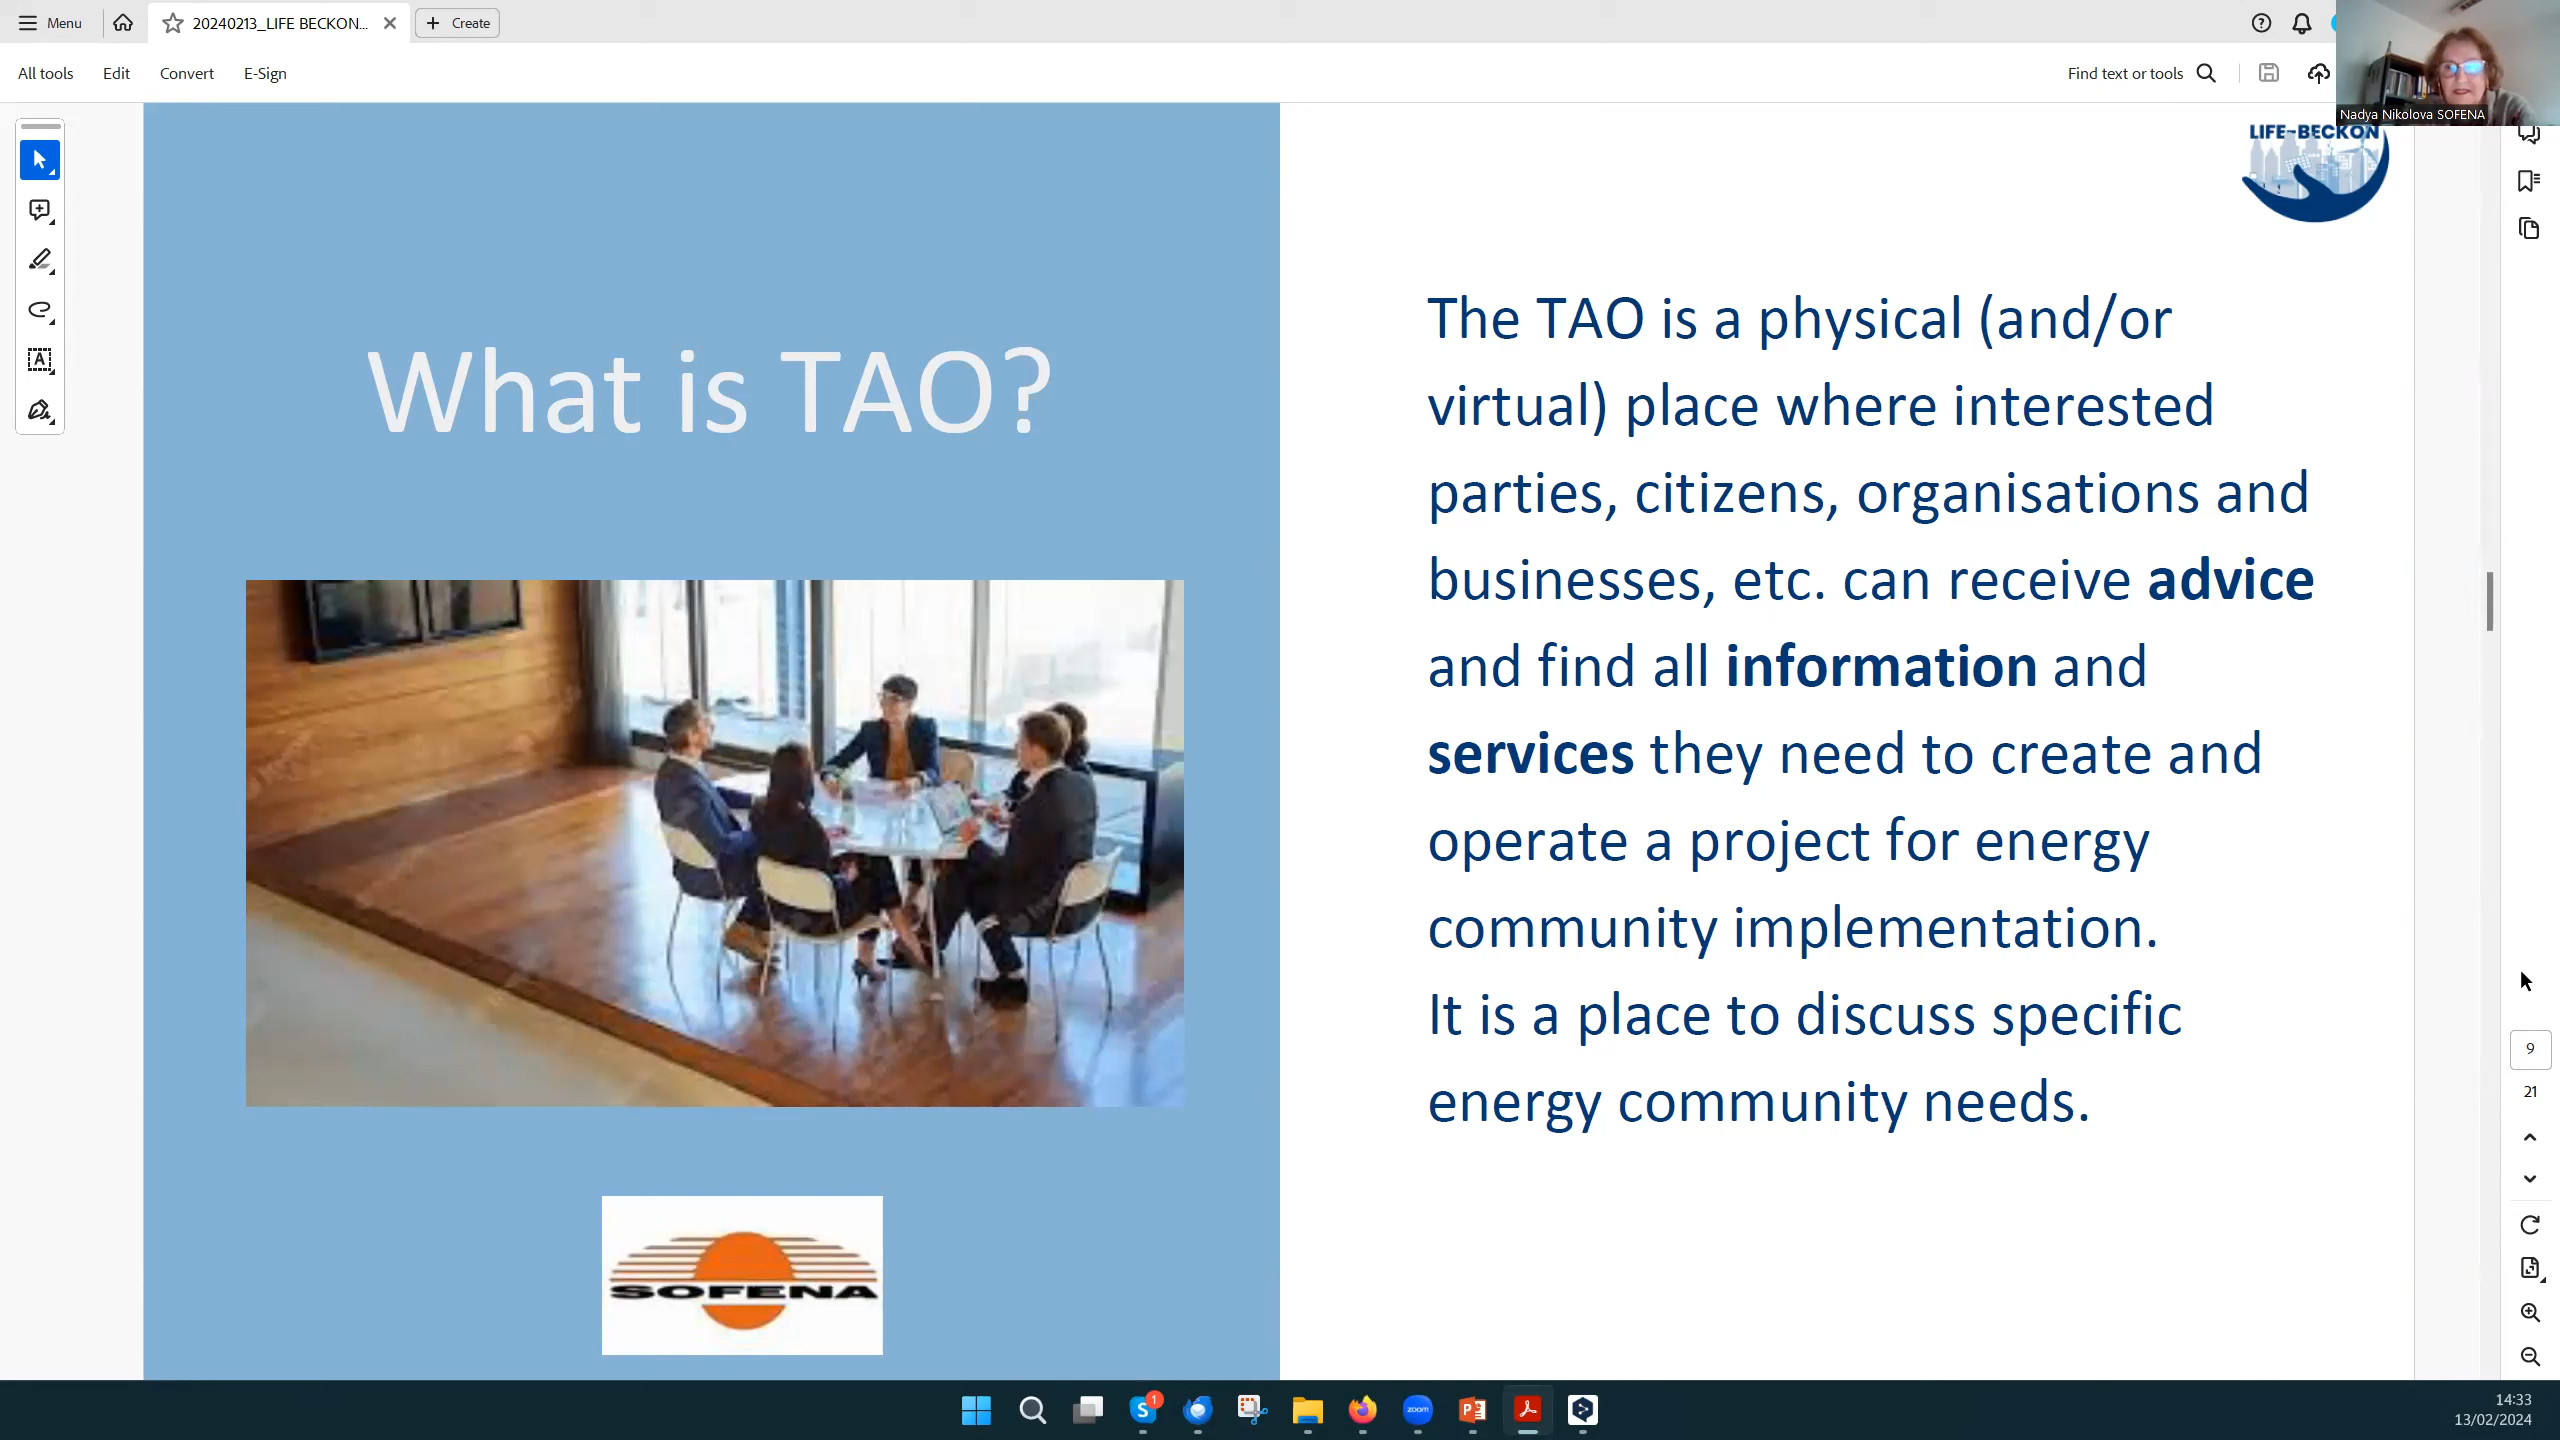 Menu
20240213_LIFE BECKON...
Create
All tools
Edit
Convert
E-Sign
Find text or tools
Nadya Nikolova SOFENA
LIFE-BECKON
What is TAO?
The TAO is a physical (and/or
virtual) place where interested
parties, citizens, organisations and
businesses, etc. can receive advice
and find all information and
services they need to create and
operate a project for energy
community implementation.
It is a place to discuss specific
energy community needs.
SOFENA
9
21
S
1
zoom
P
14:33
13/02/2024